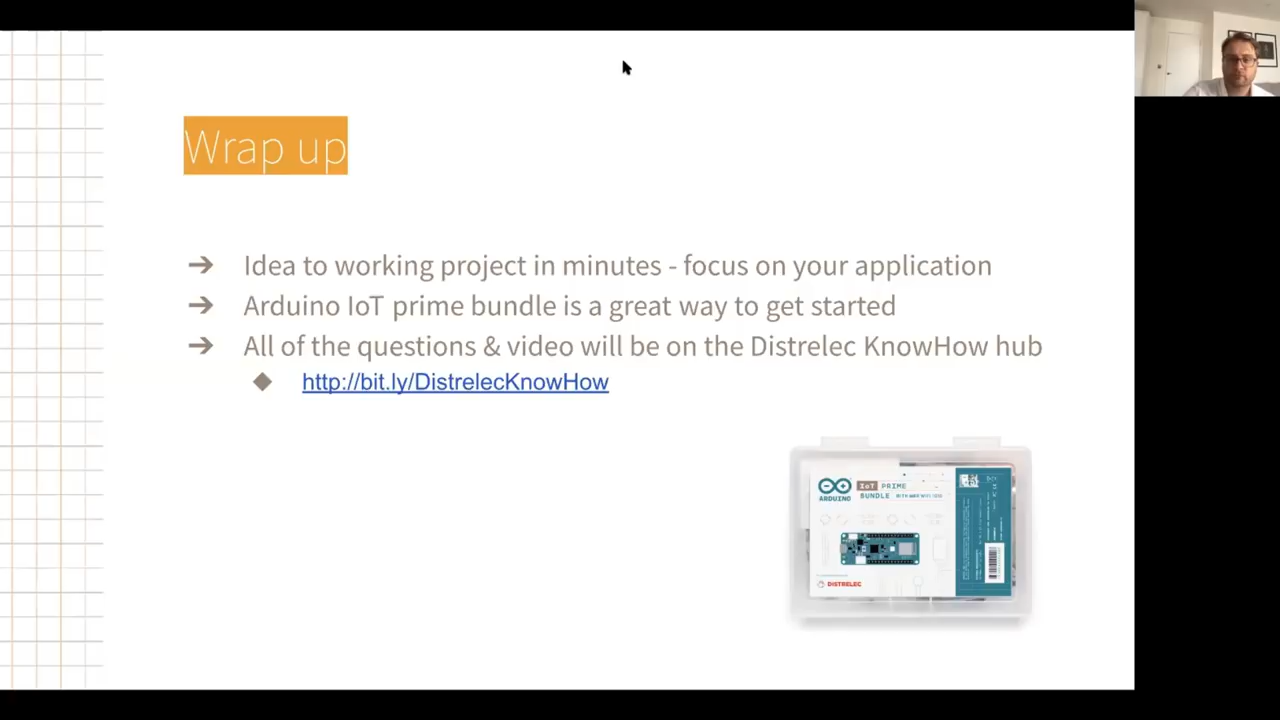 Wrap up
➔ Idea to working project in minutes - focus on your application
➔ Arduino IoT prime bundle is a great way to get started
➔ All of the questions & video will be on the Distrelec KnowHow hub
◆ http://bit.ly/DistrelecKnowHow
IoT PRIME
BUNDLE
ARDUINO
DISTRELEC